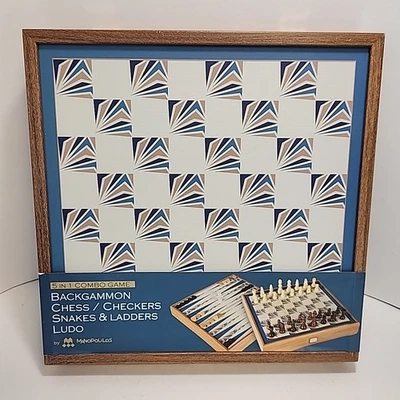 5 IN 1 COMBO GAME
BACKGAMMON
CHESS / CHECKERS
SNAKES & LADDERS
LUDO
by MANOPOULOS